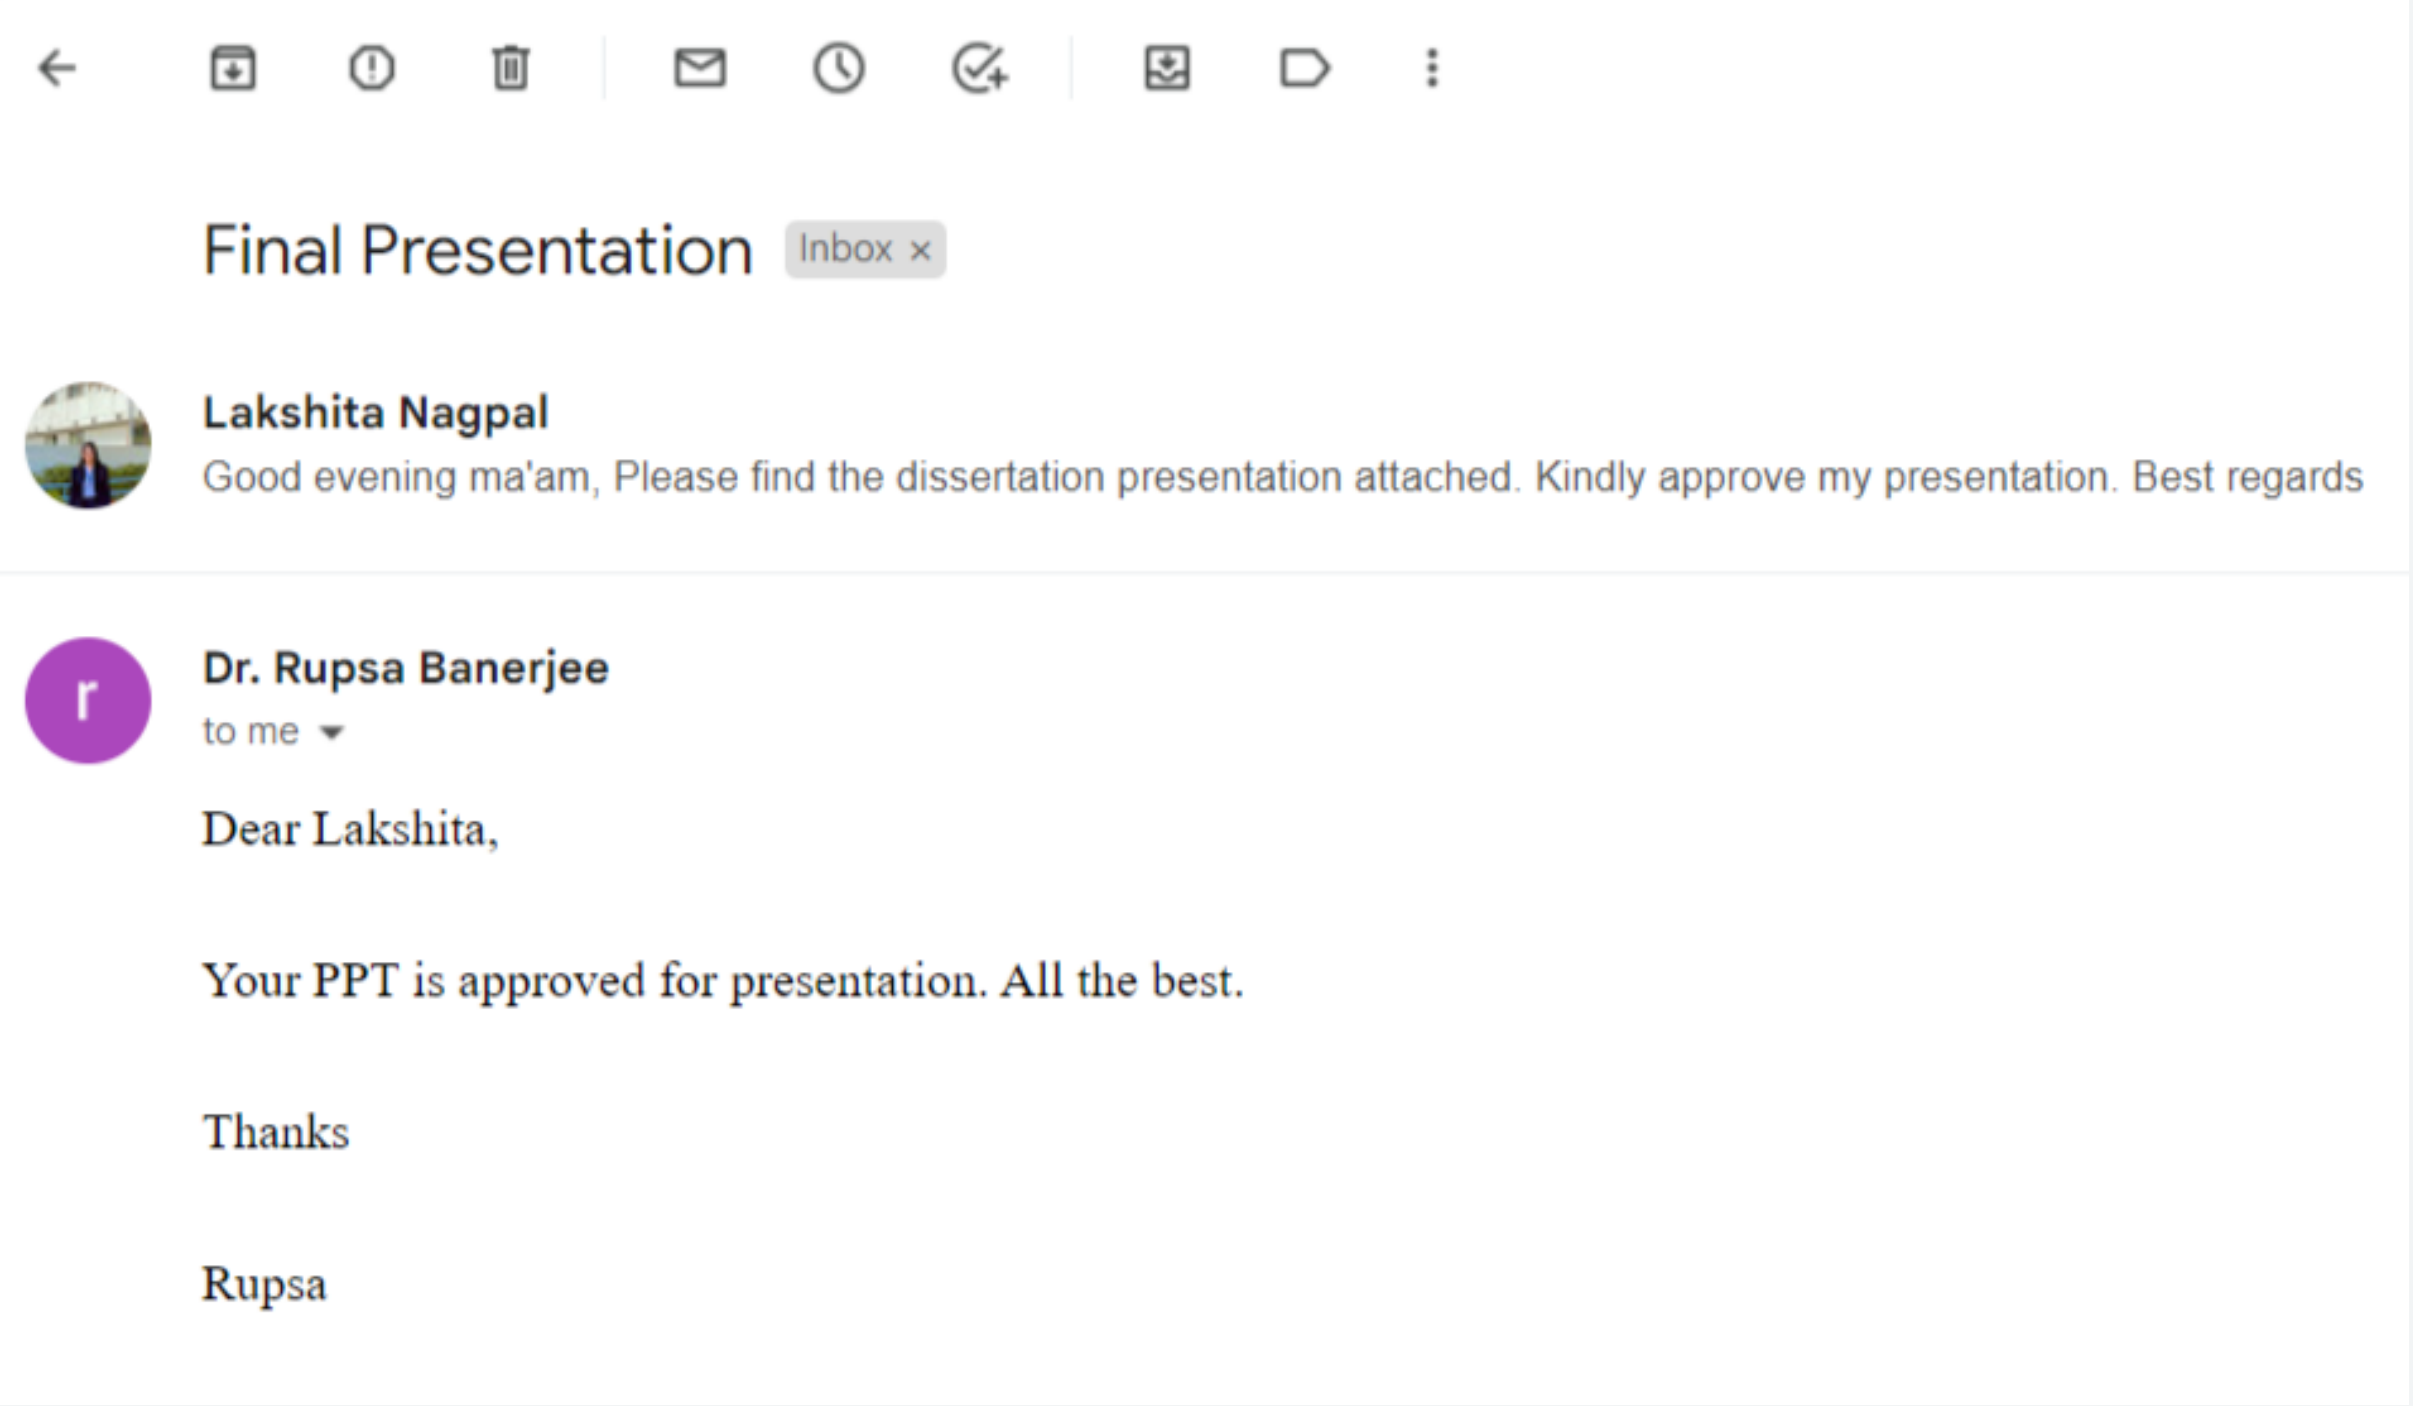 Final Presentation Inbox ×
Lakshita Nagpal
Good evening ma'am, Please find the dissertation presentation attached. Kindly approve my presentation. Best regards
r
Dr. Rupsa Banerjee
to me
Dear Lakshita,
Your PPT is approved for presentation. All the best.
Thanks
Rupsa